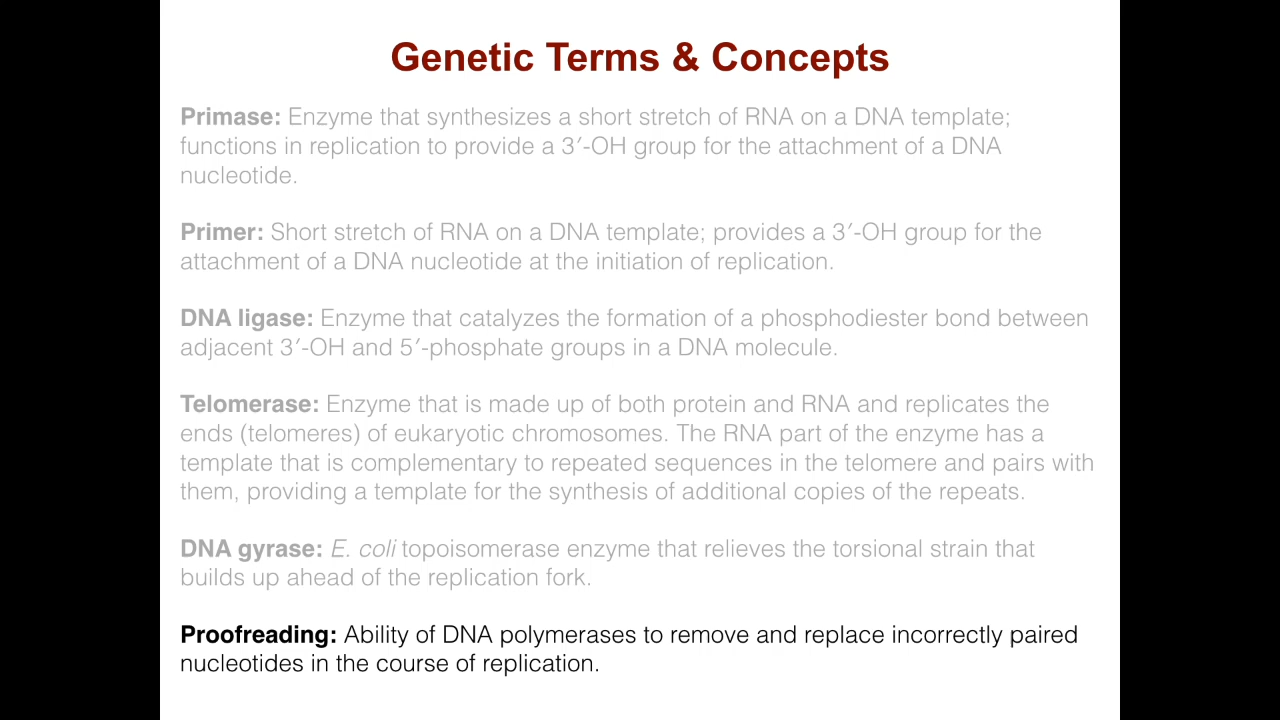 Genetic Terms & Concepts
Primase: Enzyme that synthesizes a short stretch of RNA on a DNA template;
functions in replication to provide a 3′-OH group for the attachment of a DNA
nucleotide.
Primer: Short stretch of RNA on a DNA template; provides a 3′-OH group for the
attachment of a DNA nucleotide at the initiation of replication.
DNA ligase: Enzyme that catalyzes the formation of a phosphodiester bond between
adjacent 3′-OH and 5′-phosphate groups in a DNA molecule.
Telomerase: Enzyme that is made up of both protein and RNA and replicates the
ends (telomeres) of eukaryotic chromosomes. The RNA part of the enzyme has a
template that is complementary to repeated sequences in the telomere and pairs with
them, providing a template for the synthesis of additional copies of the repeats.
DNA gyrase: E. coli topoisomerase enzyme that relieves the torsional strain that
builds up ahead of the replication fork.
Proofreading: Ability of DNA polymerases to remove and replace incorrectly paired
nucleotides in the course of replication.